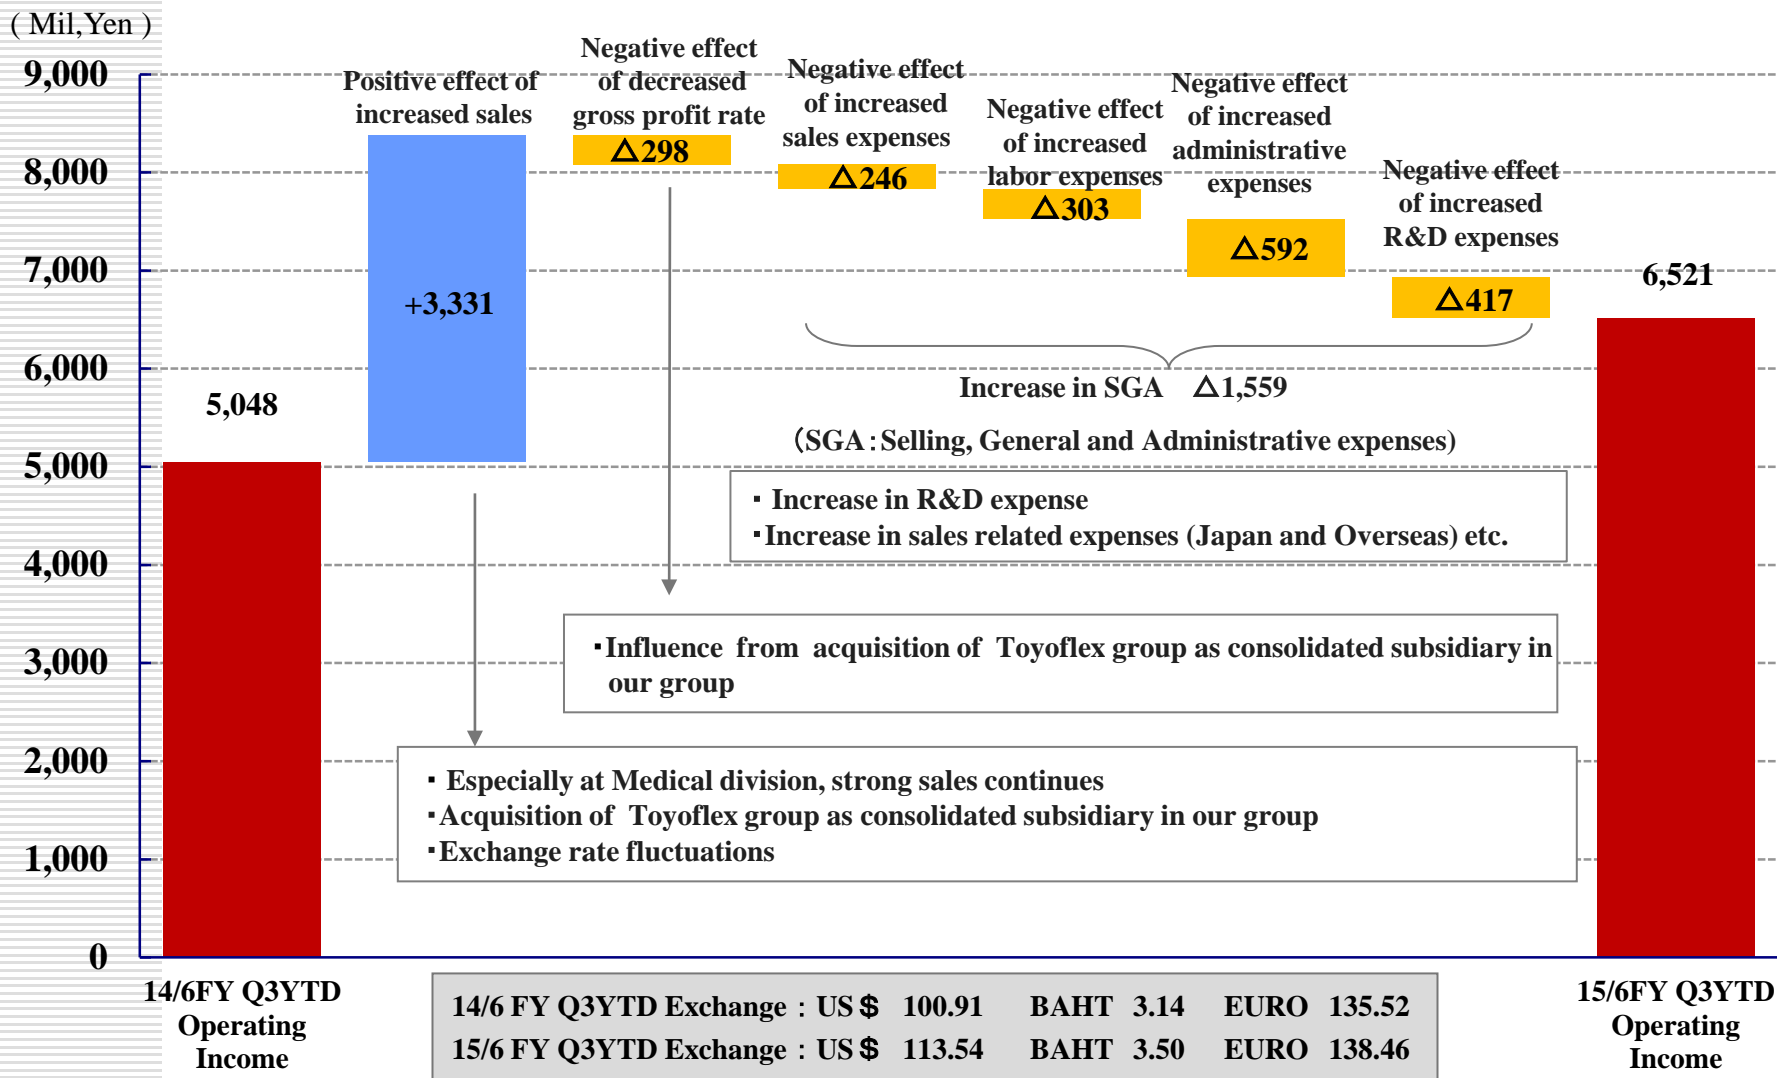 ( Mil,Yen )
9,000
8,000
7,000
6,000
5,000
4,000
3,000
2,000
1,000
0
5,048
Positive effect of
increased sales
+3,331
Negative effect
of decreased
gross profit rate
△298
Negative effect
of increased
sales expenses
△246
Negative effect
of increased
labor expenses
△303
Negative effect
of increased
administrative
expenses
△592
Negative effect
of increased
R&D expenses
△417
6,521
Increase in SGA △1,559
(SGA:Selling, General and Administrative expenses)
・Increase in R&D expense
・Increase in sales related expenses (Japan and Overseas) etc.
・Influence from acquisition of Toyoflex group as consolidated subsidiary in
our group
・Especially at Medical division, strong sales continues
・Acquisition of Toyoflex group as consolidated subsidiary in our group
・Exchange rate fluctuations
14/6FY Q3YTD
Operating
Income
14/6 FY Q3YTD Exchange : US$ 100.91 BAHT 3.14 EURO 135.52
15/6 FY Q3YTD Exchange : US$ 113.54 BAHT 3.50 EURO 138.46
15/6FY Q3YTD
Operating
Income